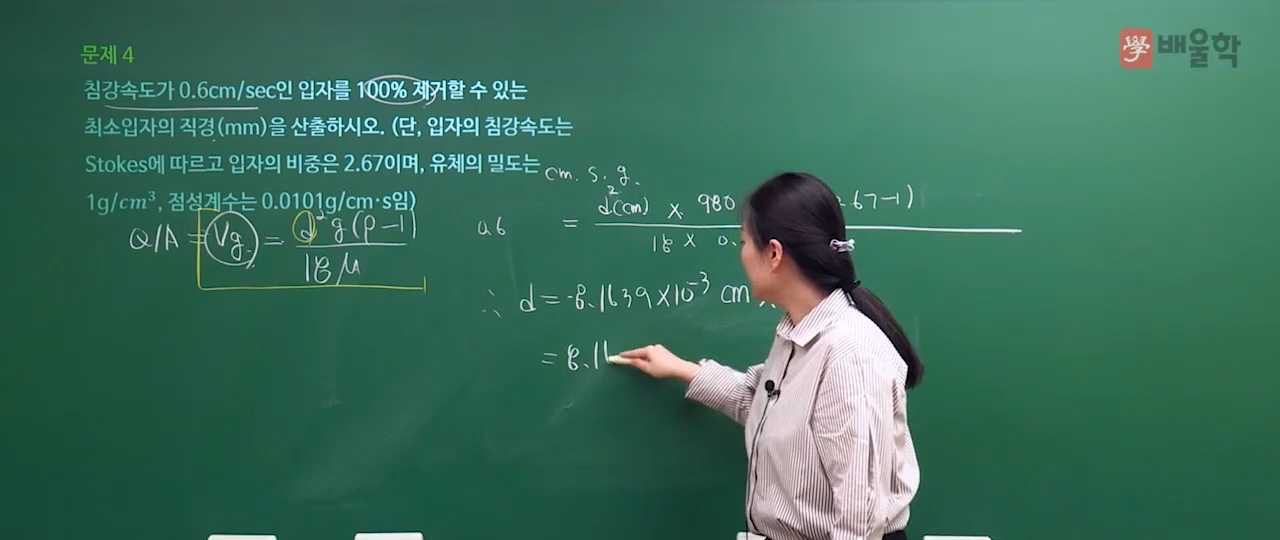 學 배울학
문제 4
침강속도가 0.6cm/sec인 입자를 100% 제거할 수 있는
최소입자의 직경(mm)을 산출하시오. (단, 입자의 침강속도는
Stokes에 따르고 입자의 비중은 2.67이며, 유체의 밀도는
1g/cm³, 점성계수는 0.0101g/cm·s임)
cm. s. g.
Q/A = Vg = d² g(ρ-1)
18μ
0.6 = d²(cm) × 980 67-1)
18 × 0.
∴ d = 8.1639×10⁻³ cm
= 8.1